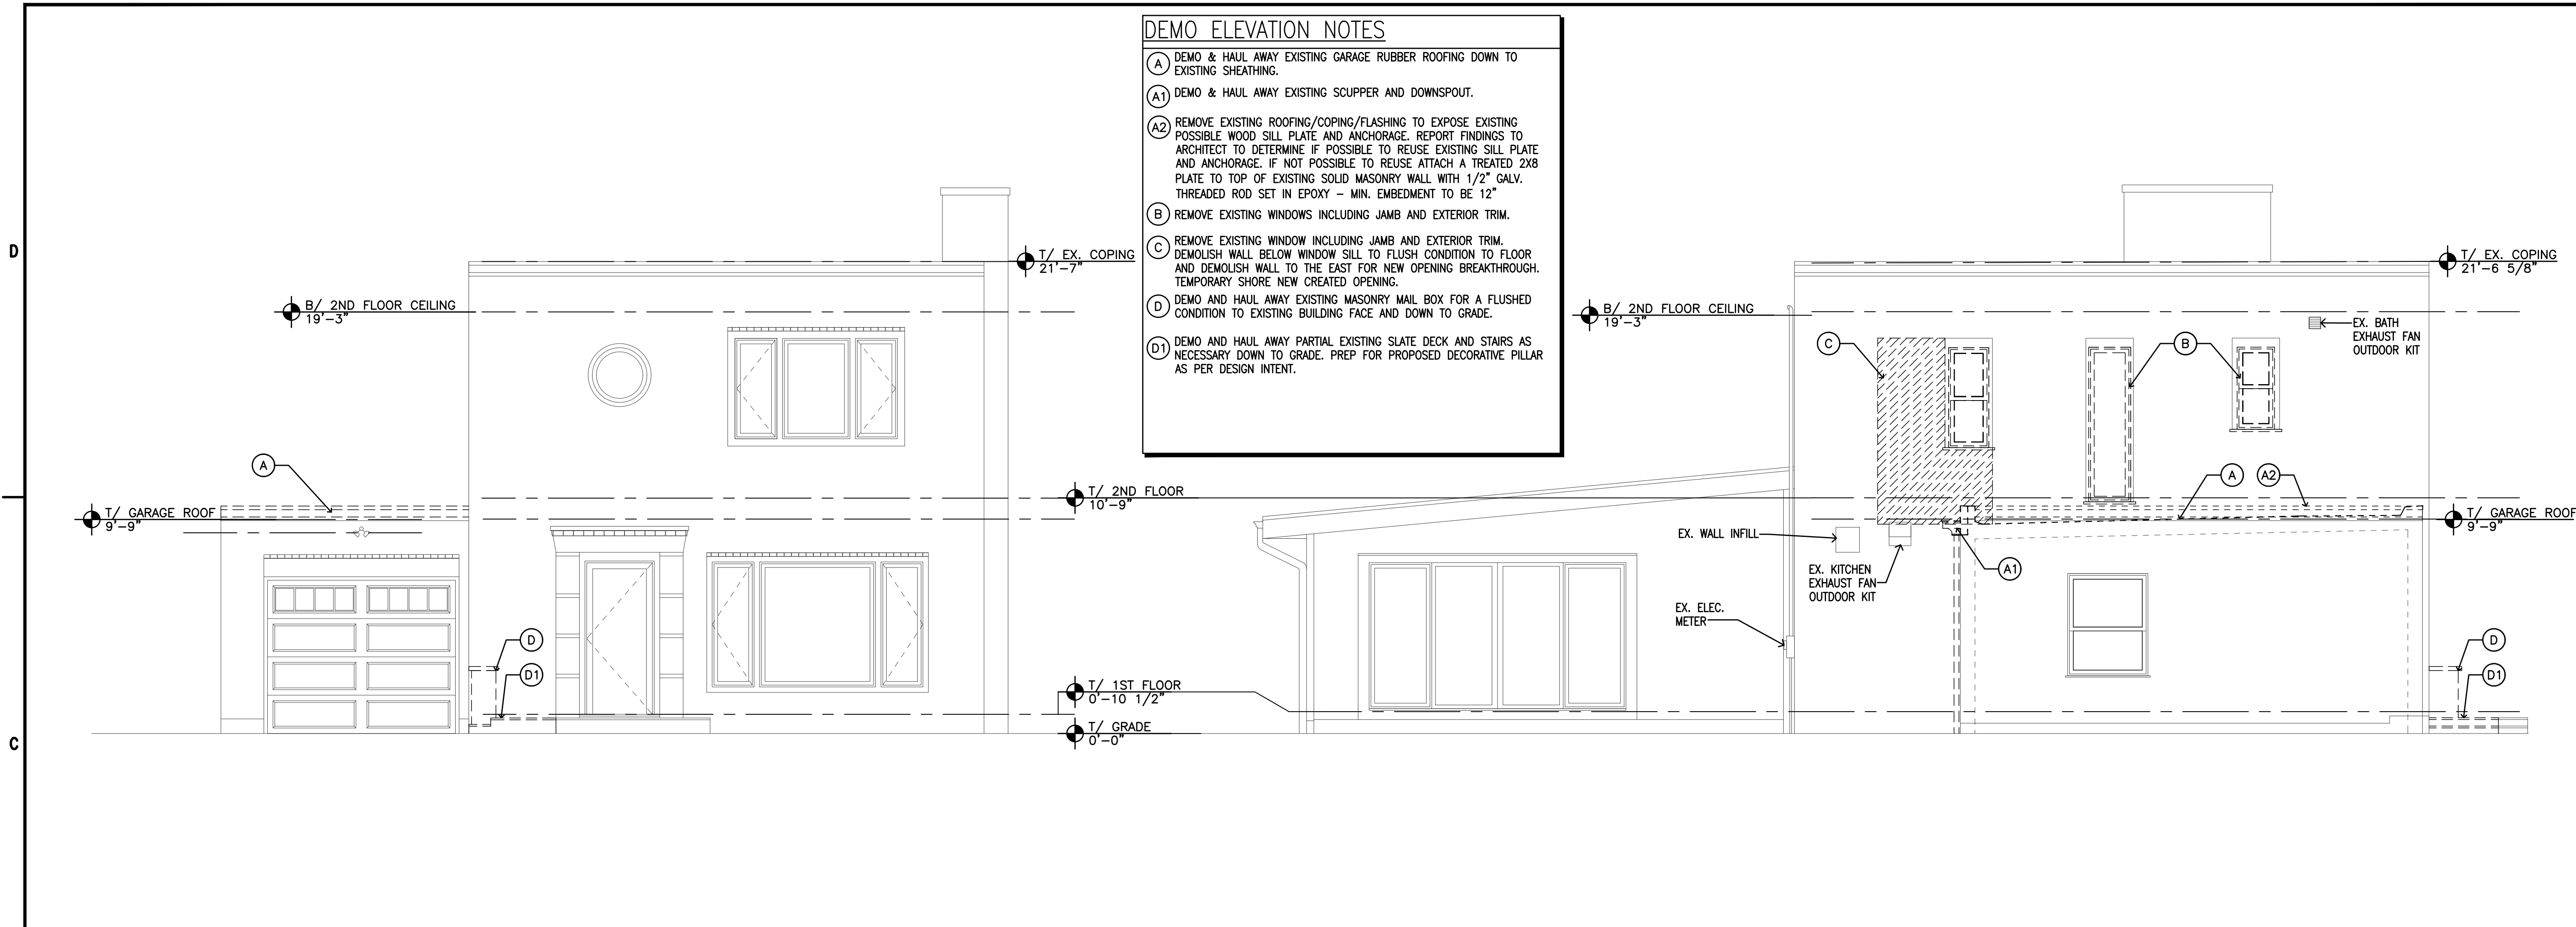 DEMO ELEVATION NOTES
A DEMO & HAUL AWAY EXISTING GARAGE RUBBER ROOFING DOWN TO
EXISTING SHEATHING.
A1 DEMO & HAUL AWAY EXISTING SCUPPER AND DOWNSPOUT.
A2 REMOVE EXISTING ROOFING/COPING/FLASHING TO EXPOSE EXISTING
POSSIBLE WOOD SILL PLATE AND ANCHORAGE. REPORT FINDINGS TO
ARCHITECT TO DETERMINE IF POSSIBLE TO REUSE EXISTING SILL PLATE
AND ANCHORAGE. IF NOT POSSIBLE TO REUSE ATTACH A TREATED 2X8
PLATE TO TOP OF EXISTING SOLID MASONRY WALL WITH 1/2" GALV.
THREADED ROD SET IN EPOXY – MIN. EMBEDMENT TO BE 12"
B REMOVE EXISTING WINDOWS INCLUDING JAMB AND EXTERIOR TRIM.
C REMOVE EXISTING WINDOW INCLUDING JAMB AND EXTERIOR TRIM.
DEMOLISH WALL BELOW WINDOW SILL TO FLUSH CONDITION TO FLOOR
AND DEMOLISH WALL TO THE EAST FOR NEW OPENING BREAKTHROUGH.
TEMPORARY SHORE NEW CREATED OPENING.
D DEMO AND HAUL AWAY EXISTING MASONRY MAIL BOX FOR A FLUSHED
CONDITION TO EXISTING BUILDING FACE AND DOWN TO GRADE.
D1 DEMO AND HAUL AWAY PARTIAL EXISTING SLATE DECK AND STAIRS AS
NECESSARY DOWN TO GRADE. PREP FOR PROPOSED DECORATIVE PILLAR
AS PER DESIGN INTENT.
D
C
T/ EX. COPING
21'-7"
B/ 2ND FLOOR CEILING
19'-3"
A
T/ GARAGE ROOF
9'-9"
T/ 2ND FLOOR
10'-9"
D
D1
T/ 1ST FLOOR
0'-10 1/2"
T/ GRADE
0'-0"
T/ EX. COPING
21'-6 5/8"
B/ 2ND FLOOR CEILING
19'-3"
EX. BATH
EXHAUST FAN
OUTDOOR KIT
C
B
A
A2
T/ GARAGE ROOF
9'-9"
EX. WALL INFILL
EX. KITCHEN
EXHAUST FAN
OUTDOOR KIT
A1
EX. ELEC.
METER
D
D1